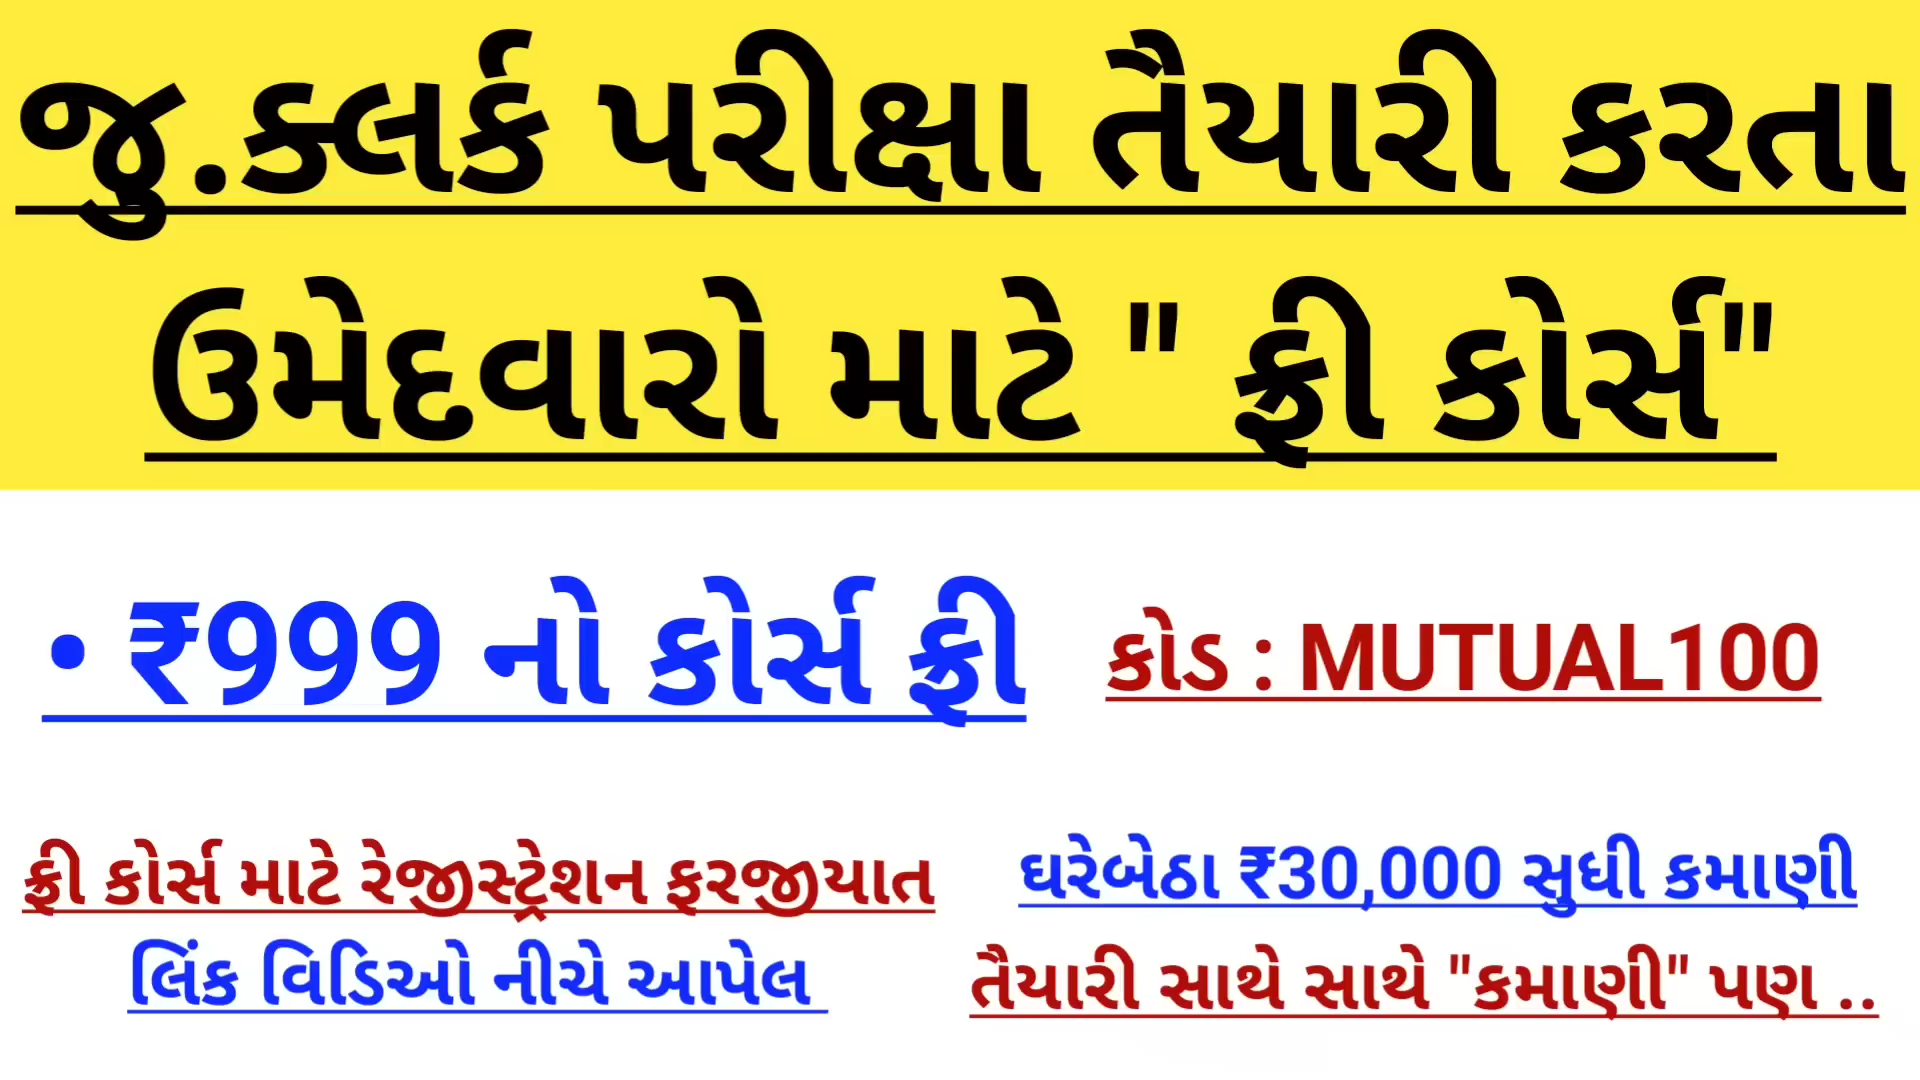 જુ.ક્લર્ક પરીક્ષા તૈયારી કરતા
ઉમેદવારો માટે " ફ્રી કોર્સ"
• ₹999 નો કોર્સ ફ્રી
કોડ : MUTUAL100
ફ્રી કોર્સ માટે રેજીસ્ટ્રેશન ફરજીયાત
લિંક વિડિઓ નીચે આપેલ
ઘરેબેઠા ₹30,000 સુધી કમાણી
તૈયારી સાથે સાથે "કમાણી" પણ ..